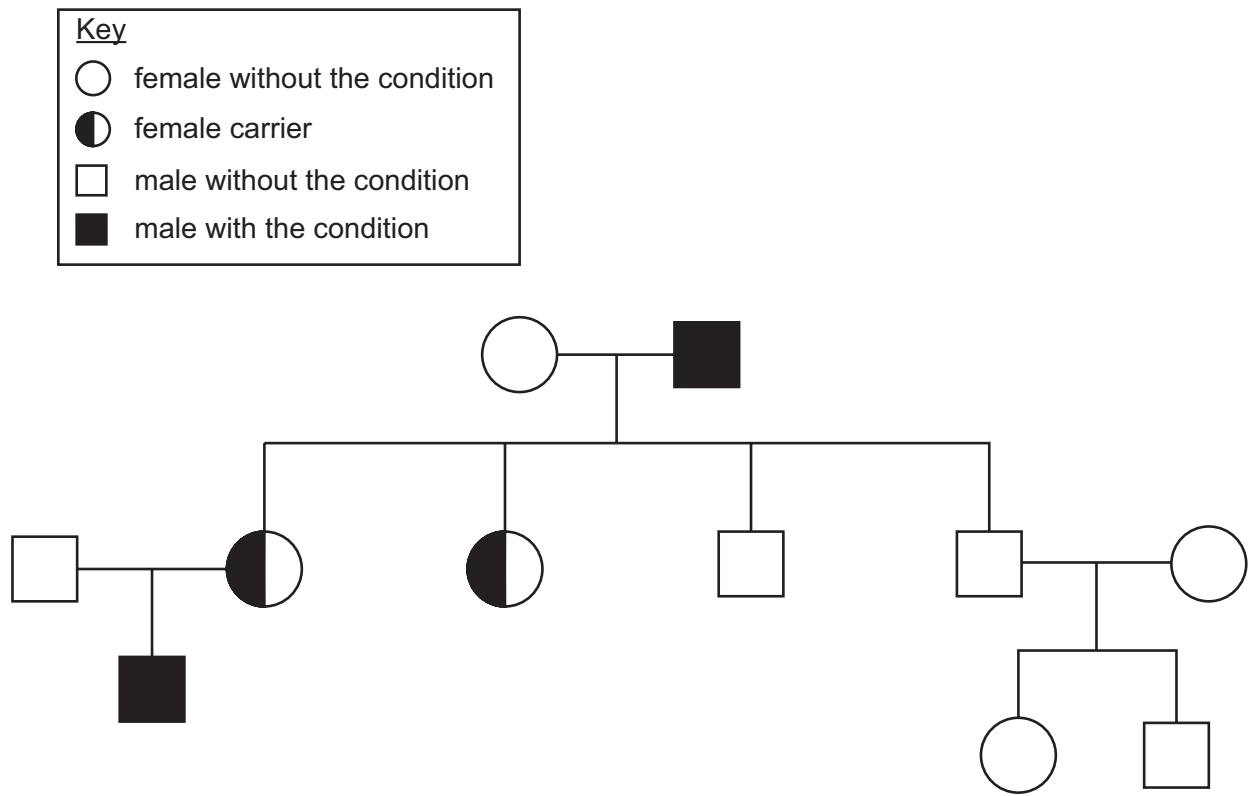 Key
female without the condition
female carrier
male without the condition
male with the condition